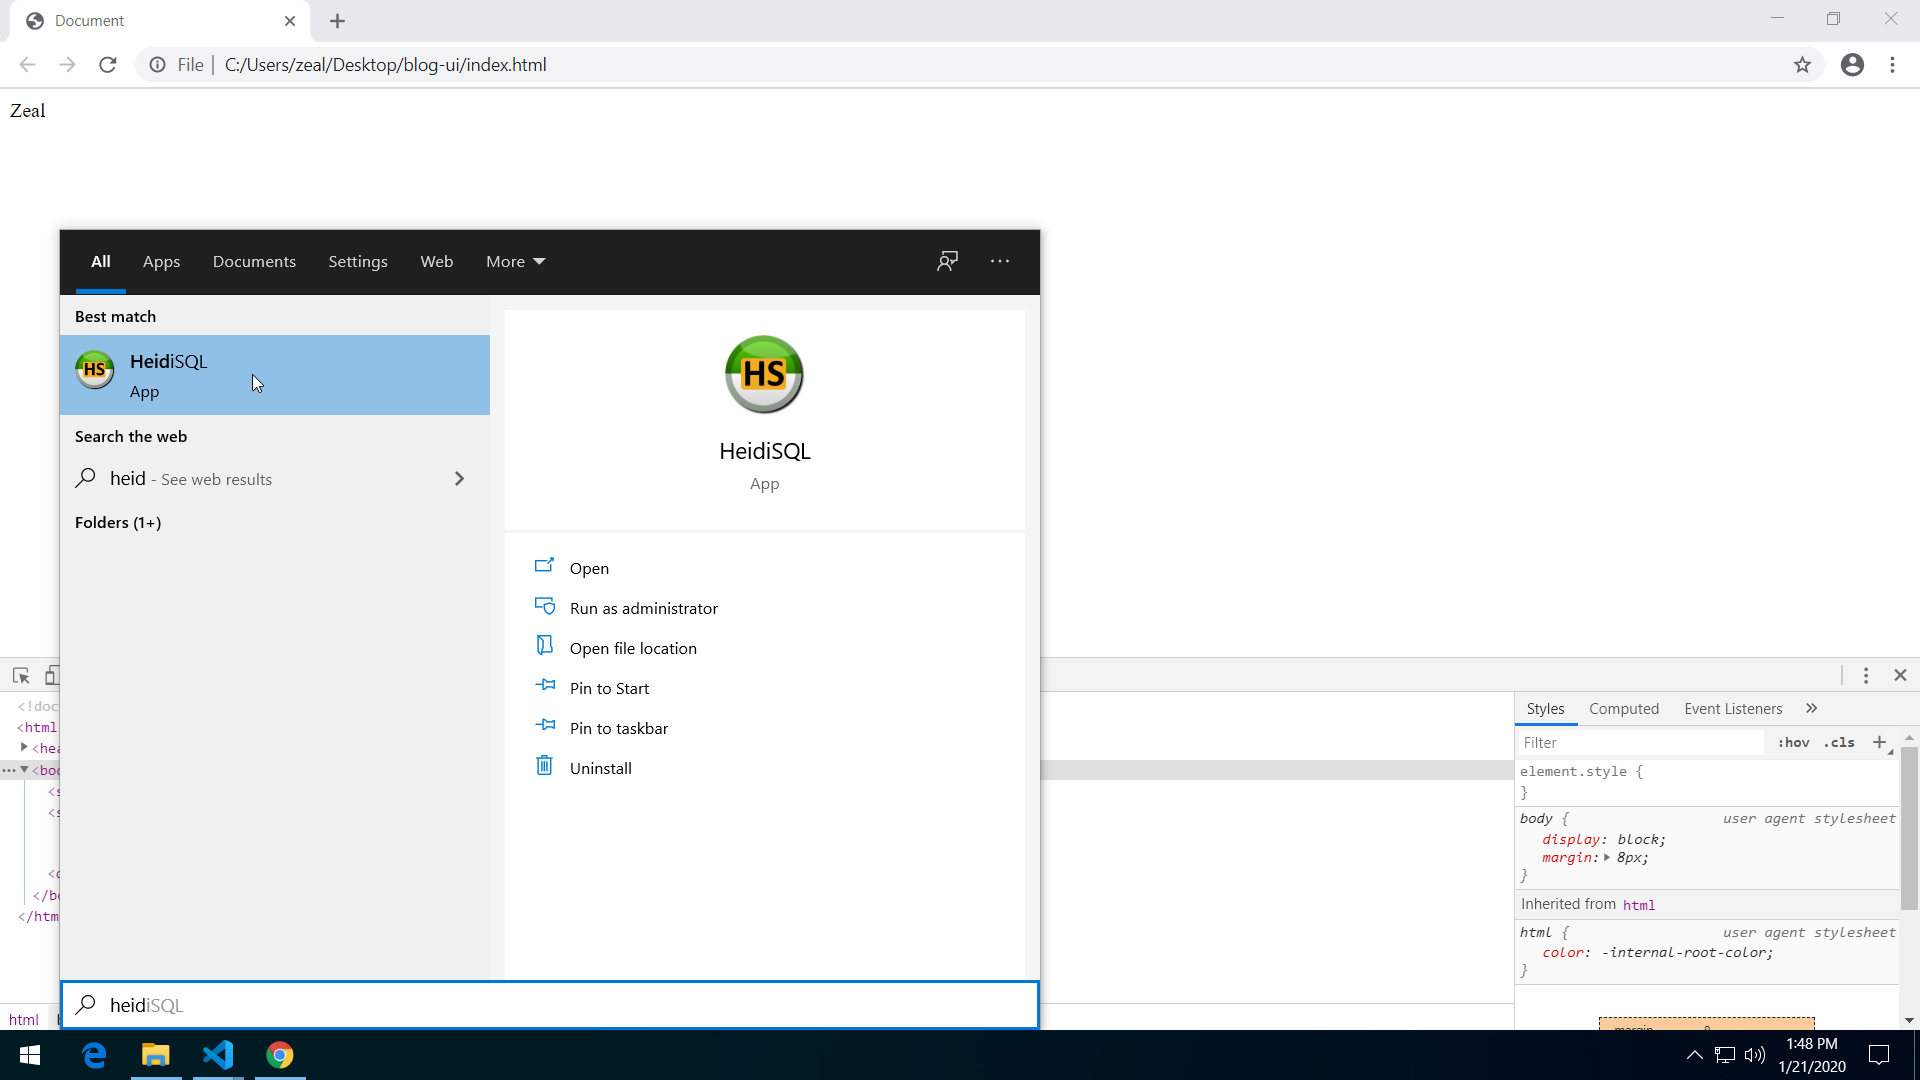 Document
File
C:/Users/zeal/Desktop/blog-ui/index.html
Zeal
All Apps Documents Settings Web More
Best match
HeidiSQL
App
Search the web
heid - See web results
Folders (1+)
HS
HS
HeidiSQL
App
Open
Run as administrator
Open file location
Pin to Start
Pin to taskbar
Uninstall
heidiSQL
<!doc
<html
<hea
<bod
<s
<s
</bo
</htm
html
Styles Computed Event Listeners
Filter :hov .cls
element.style {
}
body { user agent stylesheet
display: block;
margin: 8px;
}
Inherited from html
html { user agent stylesheet
color: -internal-root-color;
}
1:48 PM
1/21/2020